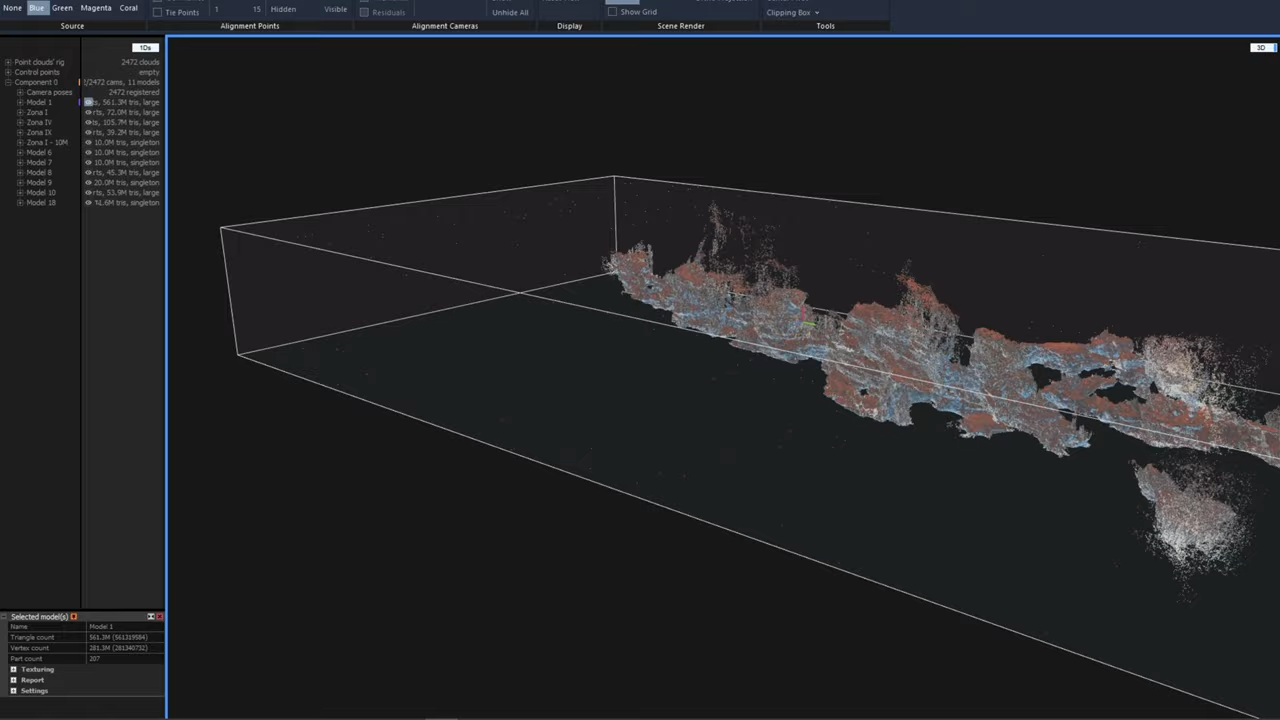 None Blue Green Magenta Coral
Tie Points 1 15 Hidden Visible
Residuals
Unhide All
Show Grid
Clipping Box
Source Alignment Points Alignment Cameras Display Scene Render Tools
1Ds
3D
Point clouds' rig 2472 clouds
Control points empty
Component 0 /2472 cams, 11 models
Camera poses 2472 registered
Model 1 ts, 561.3M tris, large
Zona I rts, 72.0M tris, large
Zona IV ts, 105.7M tris, large
Zona IX rts, 39.2M tris, large
Zona I - 10M 10.0M tris, singleton
Model 6 10.0M tris, singleton
Model 7 10.0M tris, singleton
Model 8 rts, 45.3M tris, large
Model 9 20.0M tris, singleton
Model 10 rts, 53.9M tris, large
Model 18 .6M tris, singleton
Selected model(s)
Name Model 1
Triangle count 561.3M (561319584)
Vertex count 281.3M (281340732)
Part count 207
Texturing
Report
Settings